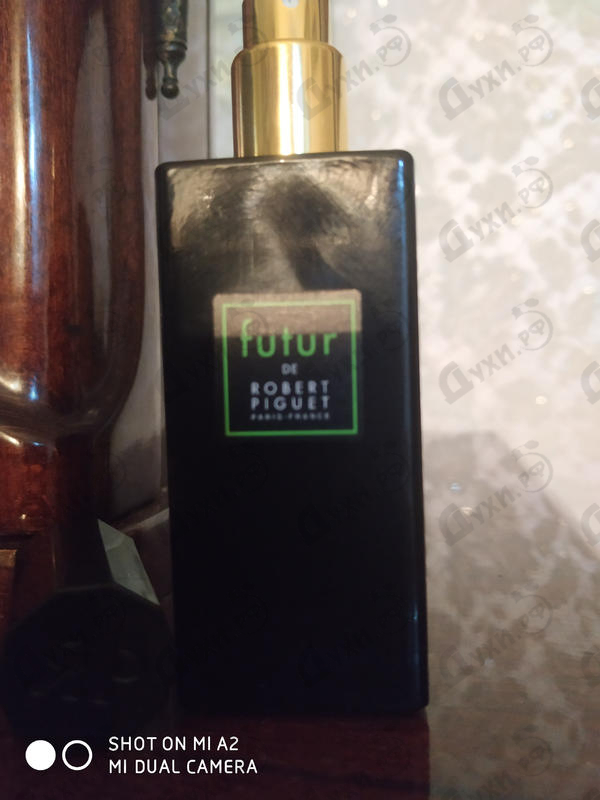 futur
DE
ROBERT
PIGUET
PARIS·FRANCE
SHOT ON MI A2
MI DUAL CAMERA
Духи.рф